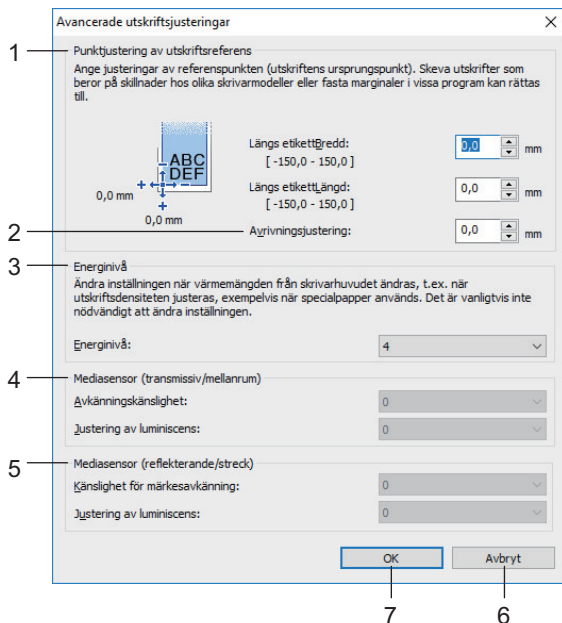 Avancerade utskriftsjusteringar
1
Punktjustering av utskriftsreferens
Ange justeringar av referenspunkten (utskriftens ursprungspunkt). Skeva utskrifter som
beror på skillnader hos olika skrivarmodeller eller fasta marginaler i vissa program kan rättas
till.
ABC
DEF
0,0 mm
0,0 mm
Längs etikettBredd:
[ -150,0 - 150,0 ]
0,0 mm
Längs etikettLängd:
[ -150,0 - 150,0 ]
0,0 mm
2
Avrivningsjustering:
0,0 mm
3
Energinivå
Ändra inställningen när värmemängden från skrivarhuvudet ändras, t.ex. när
utskriftsdensiteten justeras, exempelvis när specialpapper används. Det är vanligtvis inte
nödvändigt att ändra inställningen.
Energinivå:
4
4
Mediasensor (transmissiv/mellanrum)
Avkänningskänslighet:
0
Justering av luminiscens:
0
5
Mediasensor (reflekterande/streck)
Känslighet för märkesavkänning:
0
Justering av luminiscens:
0
OK
Avbryt
7
6